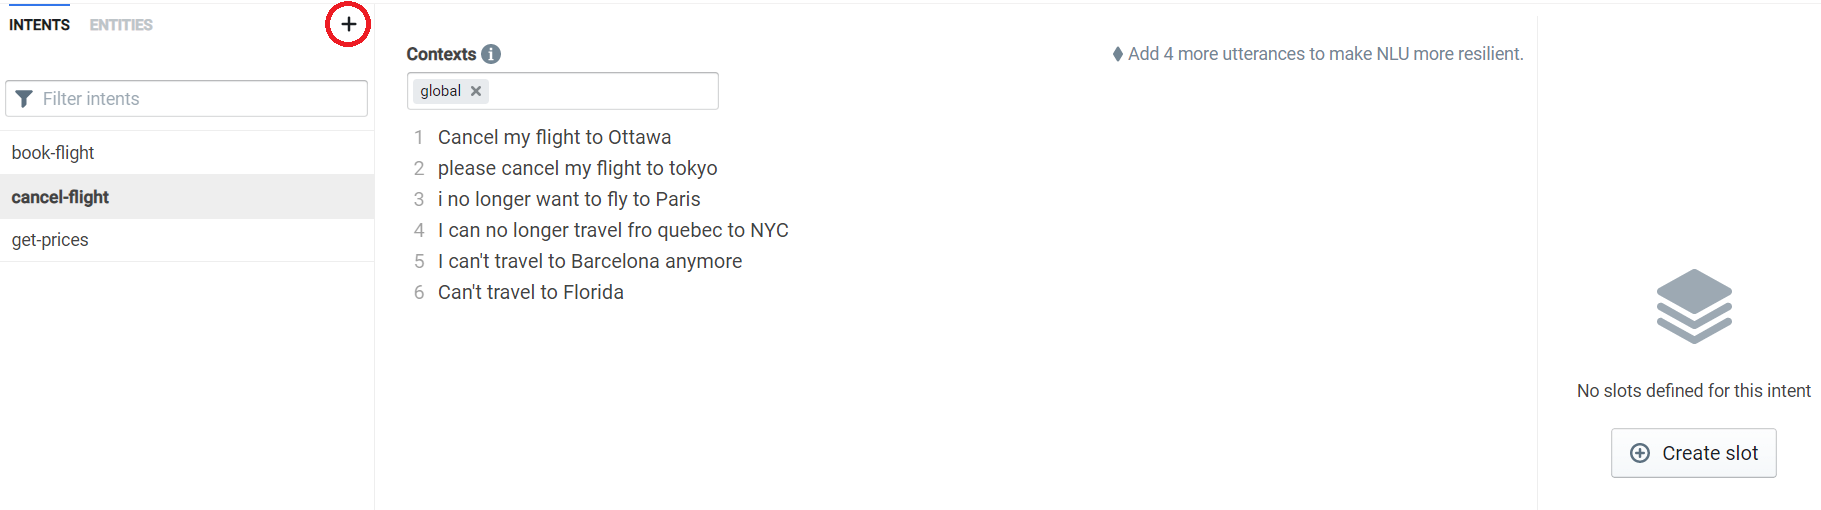 INTENTS ENTITIES +
Filter intents
book-flight
cancel-flight
get-prices
Contexts i
Add 4 more utterances to make NLU more resilient.
global ×
1 Cancel my flight to Ottawa
2 please cancel my flight to tokyo
3 i no longer want to fly to Paris
4 I can no longer travel fro quebec to NYC
5 I can't travel to Barcelona anymore
6 Can't travel to Florida
No slots defined for this intent
Create slot